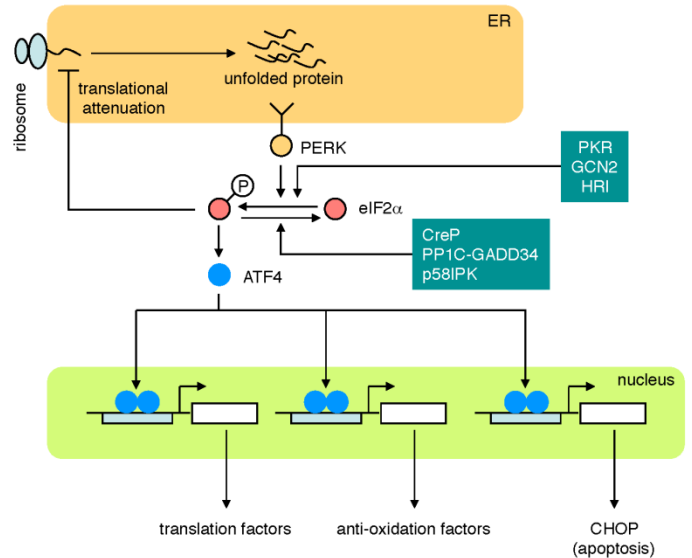 ER
ribosome
unfolded protein
translational
attenuation
PERK
PKR
GCN2
HRI
P
eIF2α
CreP
PP1C-GADD34
p58IPK
ATF4
nucleus
translation factors
anti-oxidation factors
CHOP
(apoptosis)